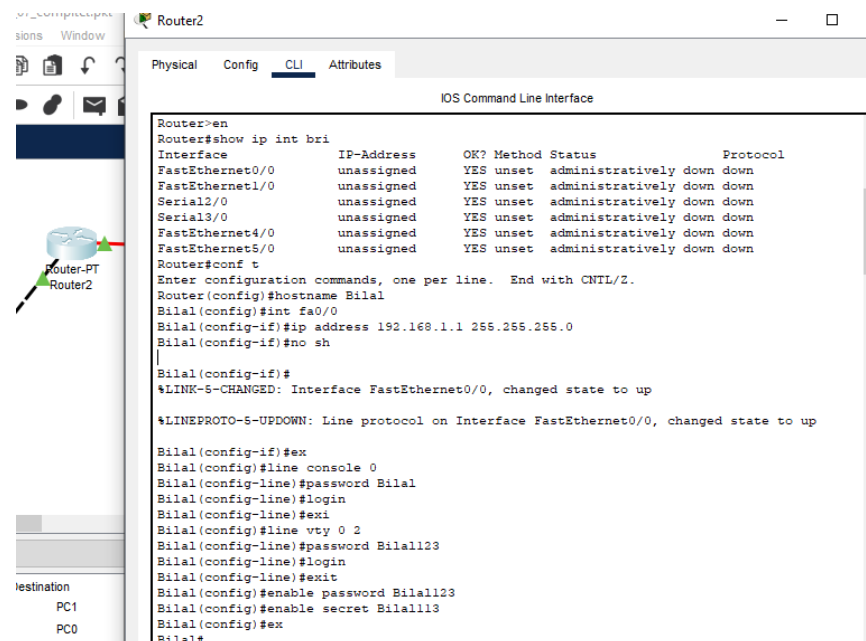 Router2
sions Window
Physical Config CLI Attributes
IOS Command Line Interface
Router>en
Router#show ip int bri
Interface IP-Address OK? Method Status Protocol
FastEthernet0/0 unassigned YES unset administratively down down
FastEthernet1/0 unassigned YES unset administratively down down
Serial2/0 unassigned YES unset administratively down down
Serial3/0 unassigned YES unset administratively down down
FastEthernet4/0 unassigned YES unset administratively down down
FastEthernet5/0 unassigned YES unset administratively down down
Router#conf t
Enter configuration commands, one per line. End with CNTL/Z.
Router(config)#hostname Bilal
Bilal(config)#int fa0/0
Bilal(config-if)#ip address 192.168.1.1 255.255.255.0
Bilal(config-if)#no sh
Bilal(config-if)#
%LINK-5-CHANGED: Interface FastEthernet0/0, changed state to up
%LINEPROTO-5-UPDOWN: Line protocol on Interface FastEthernet0/0, changed state to up
Bilal(config-if)#ex
Bilal(config)#line console 0
Bilal(config-line)#password Bilal
Bilal(config-line)#login
Bilal(config-line)#exi
Bilal(config)#line vty 0 2
Bilal(config-line)#password Bilal123
Bilal(config-line)#login
Bilal(config-line)#exit
Bilal(config)#enable password Bilal123
Bilal(config)#enable secret Bilal113
Bilal(config)#ex
Bilal#
Router-PT
Router2
Destination
PC1
PC0